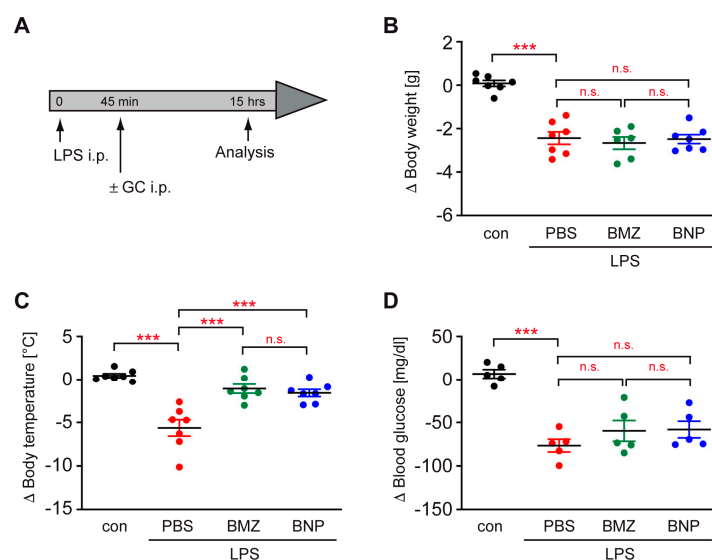 A
0 45 min 15 hrs
LPS i.p.
Analysis
± GC i.p.
B
Δ Body weight [g]
2
0
-2
-4
-6
***
n.s.
n.s. n.s.
con PBS BMZ BNP
LPS
C
Δ Body temperature [°C]
5
0
-5
-10
-15
***
***
***
n.s.
con PBS BMZ BNP
LPS
D
Δ Blood glucose [mg/dl]
50
0
-50
-100
-150
***
n.s.
n.s. n.s.
con PBS BMZ BNP
LPS